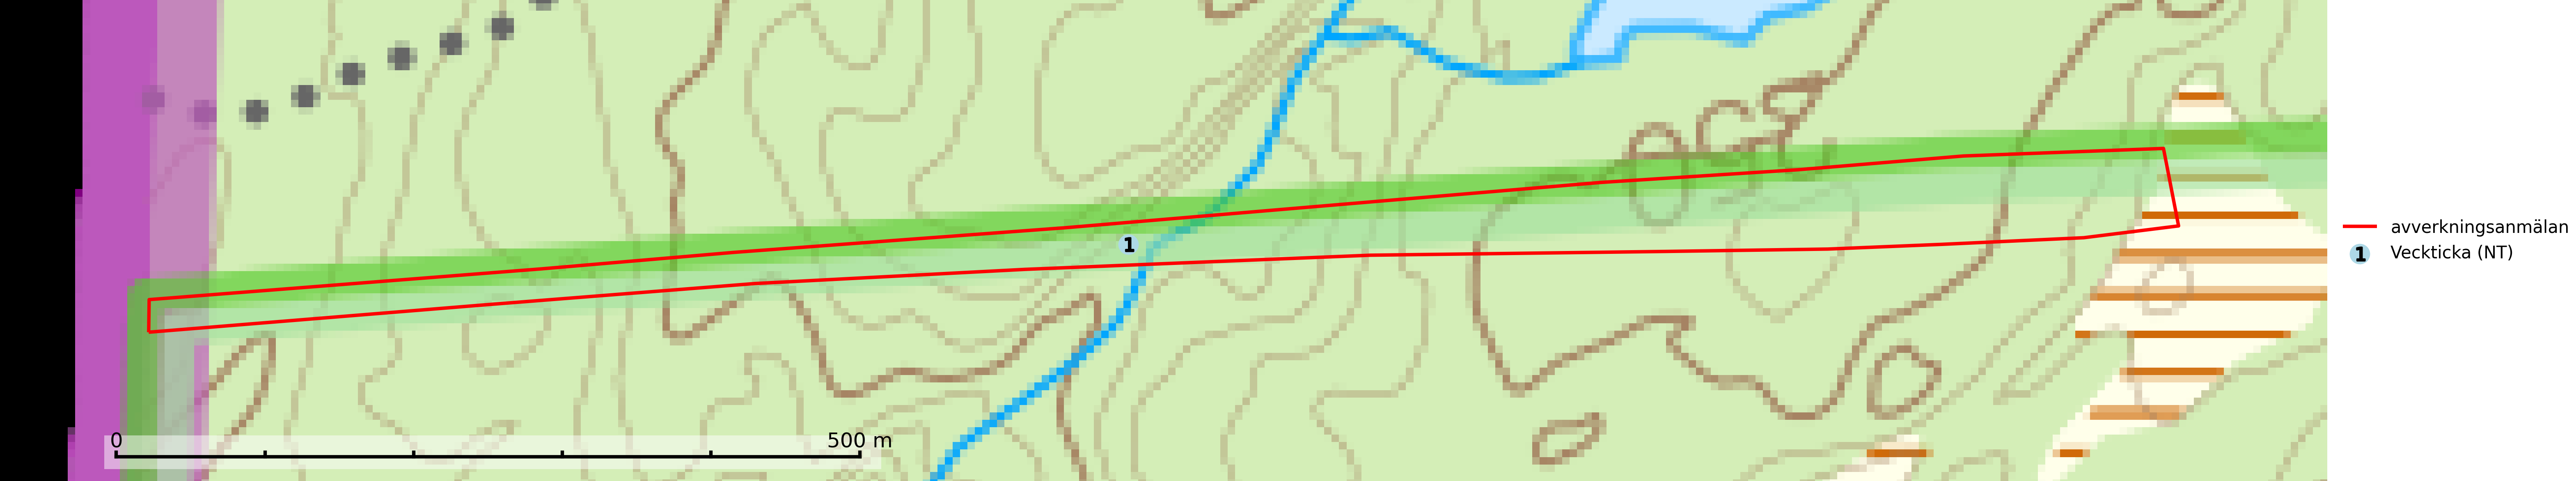 1
0 500 m
avverkningsanmälan
1 Veckticka (NT)